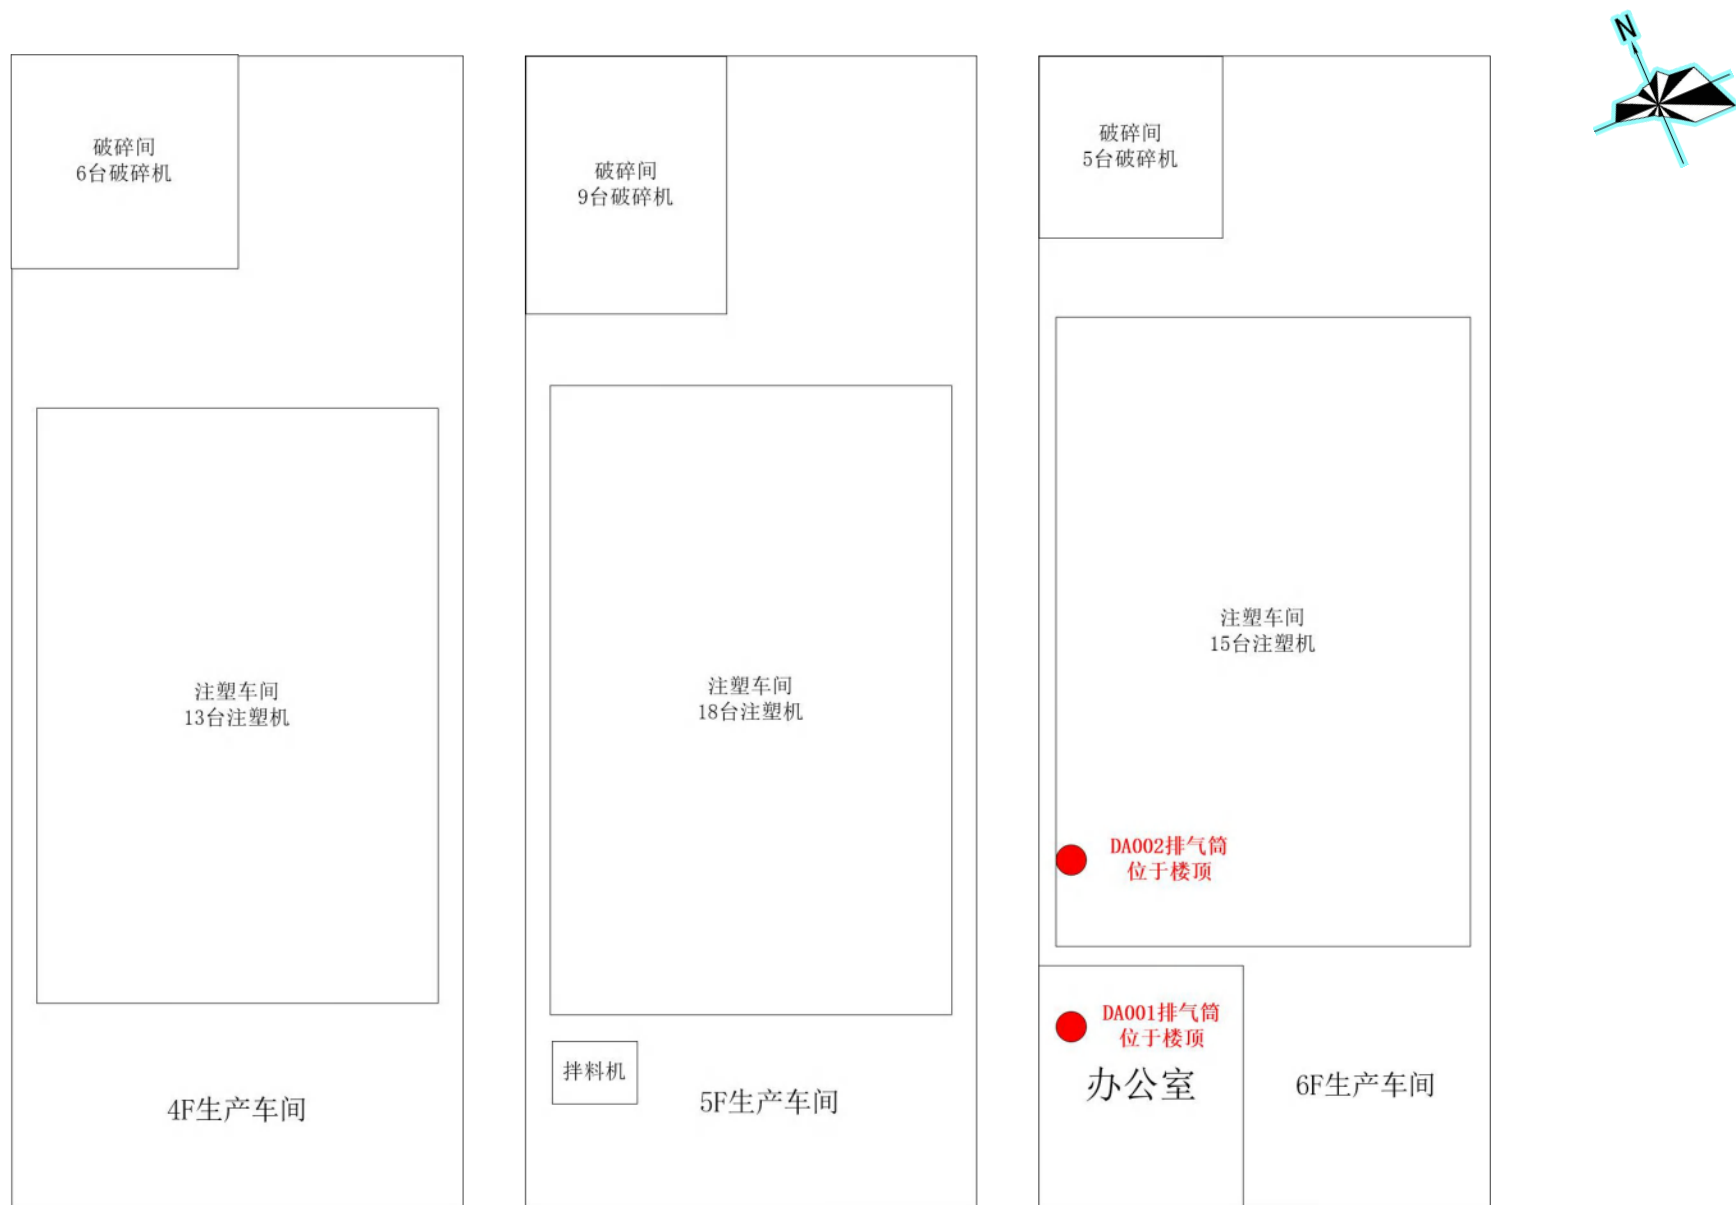 N
破碎间
6台破碎机
注塑车间
13台注塑机
4F生产车间
破碎间
9台破碎机
注塑车间
18台注塑机
拌料机
5F生产车间
破碎间
5台破碎机
注塑车间
15台注塑机
DA002排气筒
位于楼顶
DA001排气筒
位于楼顶
办公室
6F生产车间